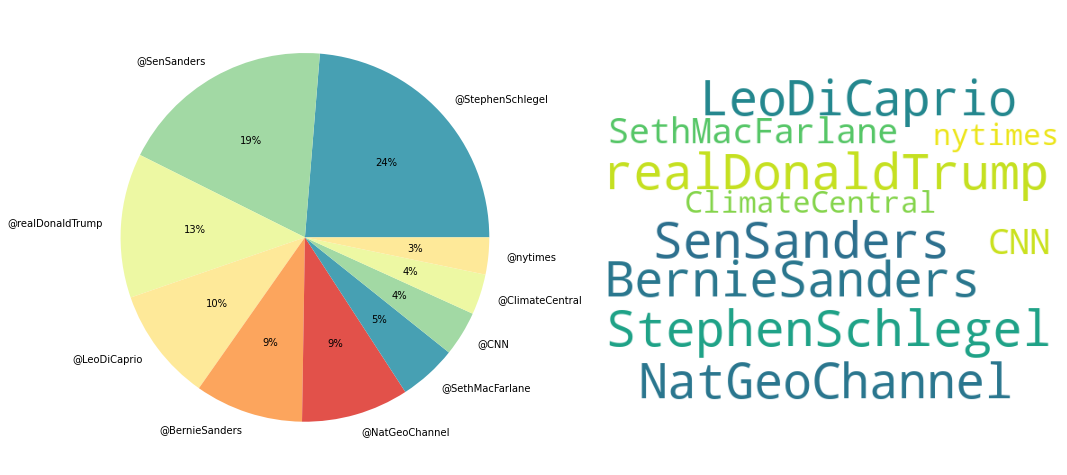 @SenSanders
@StephenSchlegel
19%
24%
@realDonaldTrump
13%
3%
@nytimes
4%
@ClimateCentral
10%
4%
5%
@CNN
9%
9%
@LeoDiCaprio
@SethMacFarlane
@BernieSanders
@NatGeoChannel
LeoDiCaprio
SethMacFarlane
nytimes
realDonaldTrump
ClimateCentral
SenSanders
CNN
BernieSanders
StephenSchlegel
NatGeoChannel